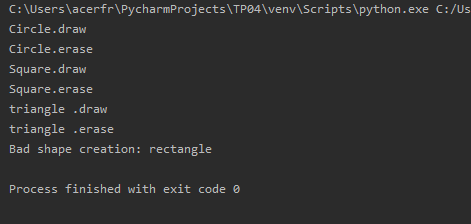 C:\Users\acerfr\PycharmProjects\TP04\venv\Scripts\python.exe C:/Us
Circle.draw
Circle.erase
Square.draw
Square.erase
triangle .draw
triangle .erase
Bad shape creation: rectangle
Process finished with exit code 0